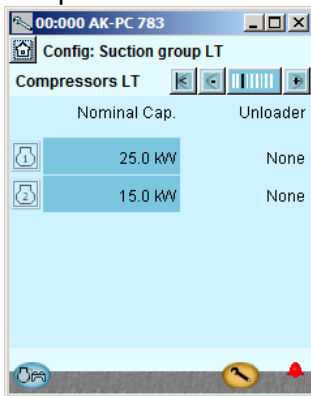 00:000 AK-PC 783
Config: Suction group LT
Compressors LT
Nominal Cap. Unloader
1 25.0 kW None
2 15.0 kW None